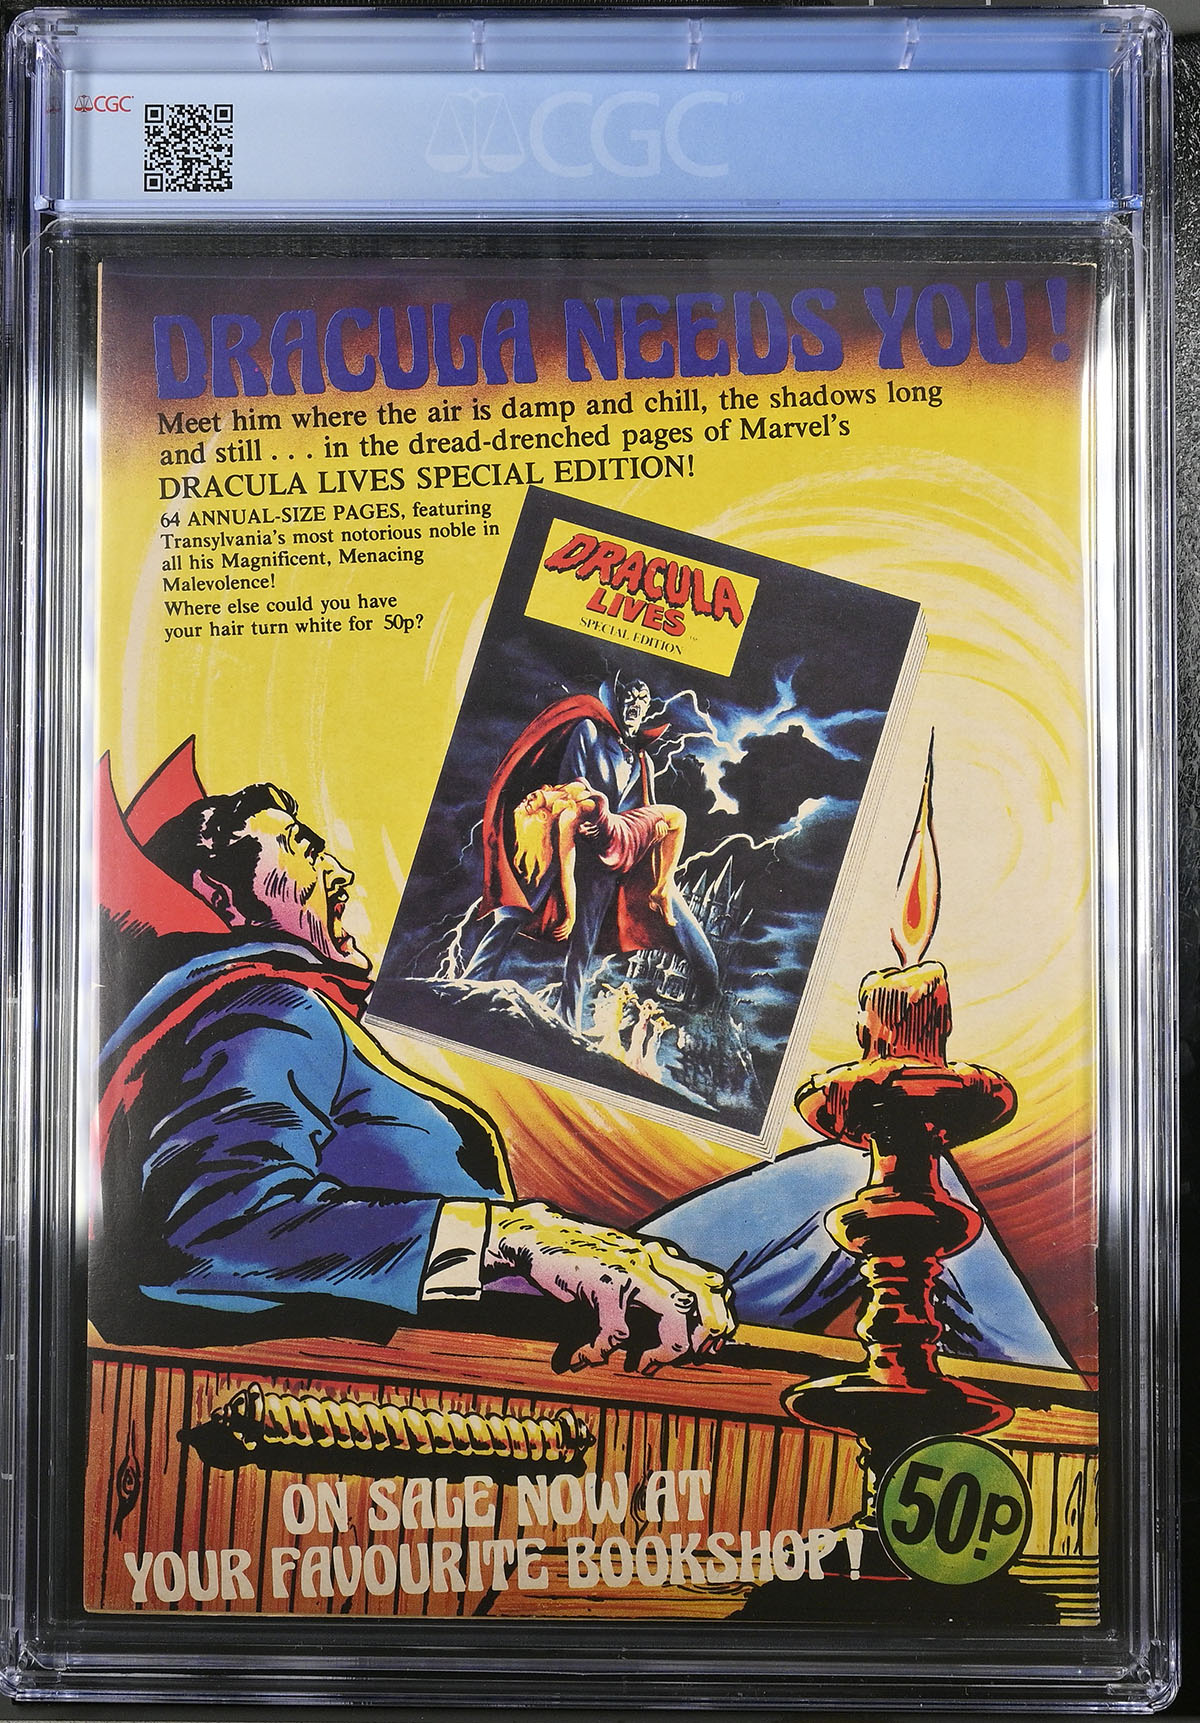 CGC
CGC
DRACULA NEEDS YOU!
Meet him where the air is damp and chill, the shadows long
and still . . . in the dread-drenched pages of Marvel's
DRACULA LIVES SPECIAL EDITION!
64 ANNUAL-SIZE PAGES, featuring
Transylvania's most notorious noble in
all his Magnificent, Menacing
Malevolence!
Where else could you have
your hair turn white for 50p?
DRACULA
LIVES
SPECIAL EDITION
ON SALE NOW AT
YOUR FAVOURITE BOOKSHOP!
50p